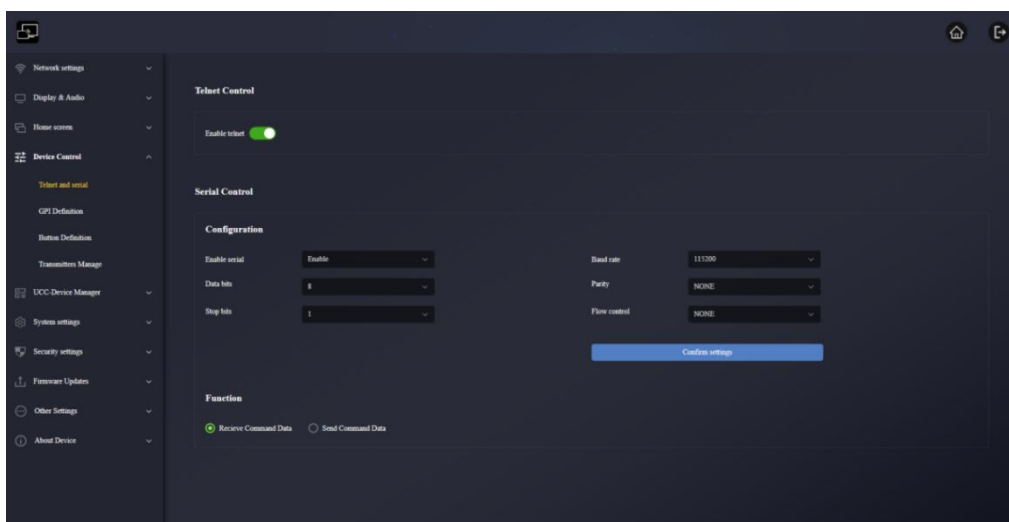 Network settings
Display & Audio
Home screen
Device Control
Telnet and serial
GPI Definition
Button Definition
Transmitters Manage
UCC-Device Manager
System settings
Security settings
Firmware Updates
Other Settings
About Device
Telnet Control
Enable telnet
Serial Control
Configuration
Enable serial Enable Baud rate 115200
Data bits 8 Parity NONE
Stop bits 1 Flow control NONE
Confirm settings
Function
Recieve Command Data Send Command Data